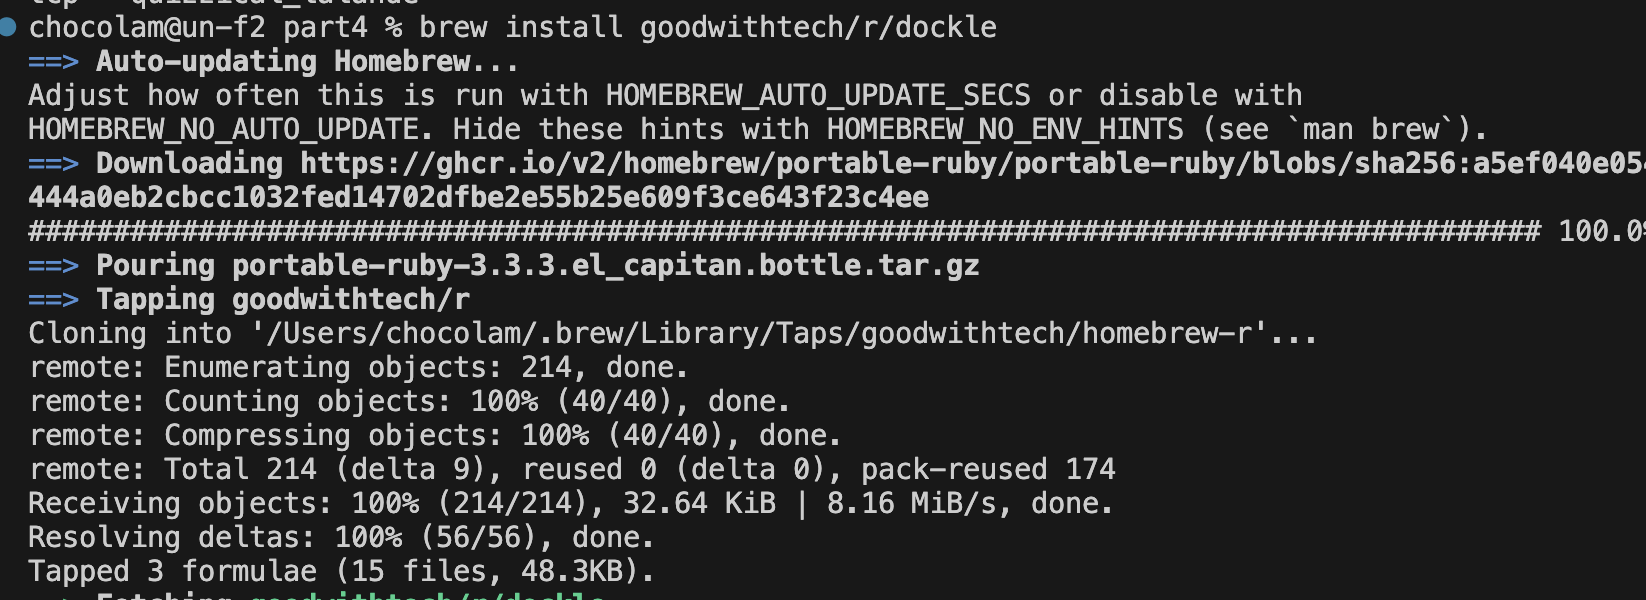 chocolam@un-f2 part4 % brew install goodwithtech/r/dockle
==> Auto-updating Homebrew...
Adjust how often this is run with HOMEBREW_AUTO_UPDATE_SECS or disable with
HOMEBREW_NO_AUTO_UPDATE. Hide these hints with HOMEBREW_NO_ENV_HINTS (see `man brew`).
==> Downloading https://ghcr.io/v2/homebrew/portable-ruby/portable-ruby/blobs/sha256:a5ef040e054
444a0eb2cbcc1032fed14702dfbe2e55b25e609f3ce643f23c4ee
######################################################################################### 100.0%
==> Pouring portable-ruby-3.3.3.el_capitan.bottle.tar.gz
==> Tapping goodwithtech/r
Cloning into '/Users/chocolam/.brew/Library/Taps/goodwithtech/homebrew-r'...
remote: Enumerating objects: 214, done.
remote: Counting objects: 100% (40/40), done.
remote: Compressing objects: 100% (40/40), done.
remote: Total 214 (delta 9), reused 0 (delta 0), pack-reused 174
Receiving objects: 100% (214/214), 32.64 KiB | 8.16 MiB/s, done.
Resolving deltas: 100% (56/56), done.
Tapped 3 formulae (15 files, 48.3KB).
==> Fetching goodwithtech/r/dockle